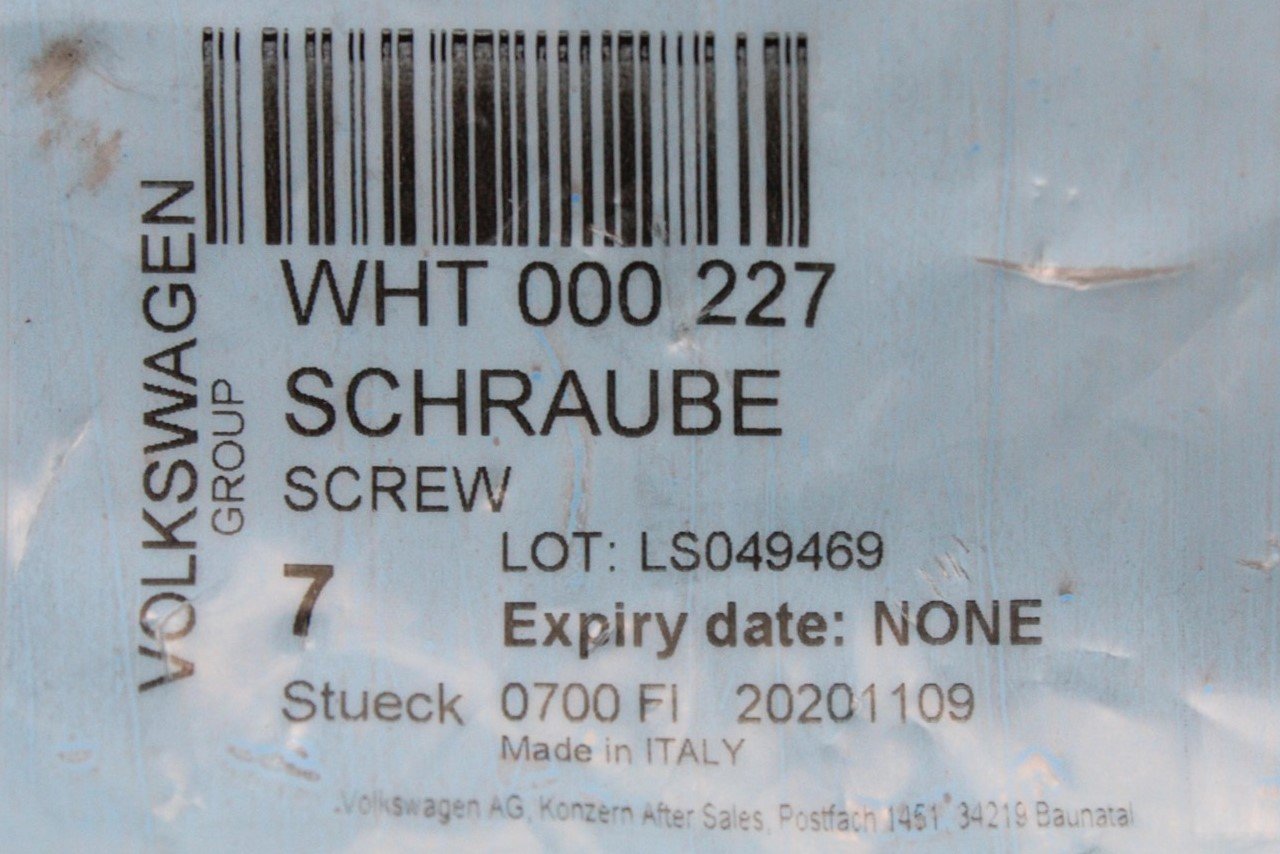 VOLKSWAGEN
GROUP
WHT 000 227
SCHRAUBE
SCREW
LOT: LS049469
7
Expiry date: NONE
Stueck 0700 FI 20201109
Made in ITALY
Volkswagen AG, Konzern After Sales, Postfach 1451 34219 Baunatal